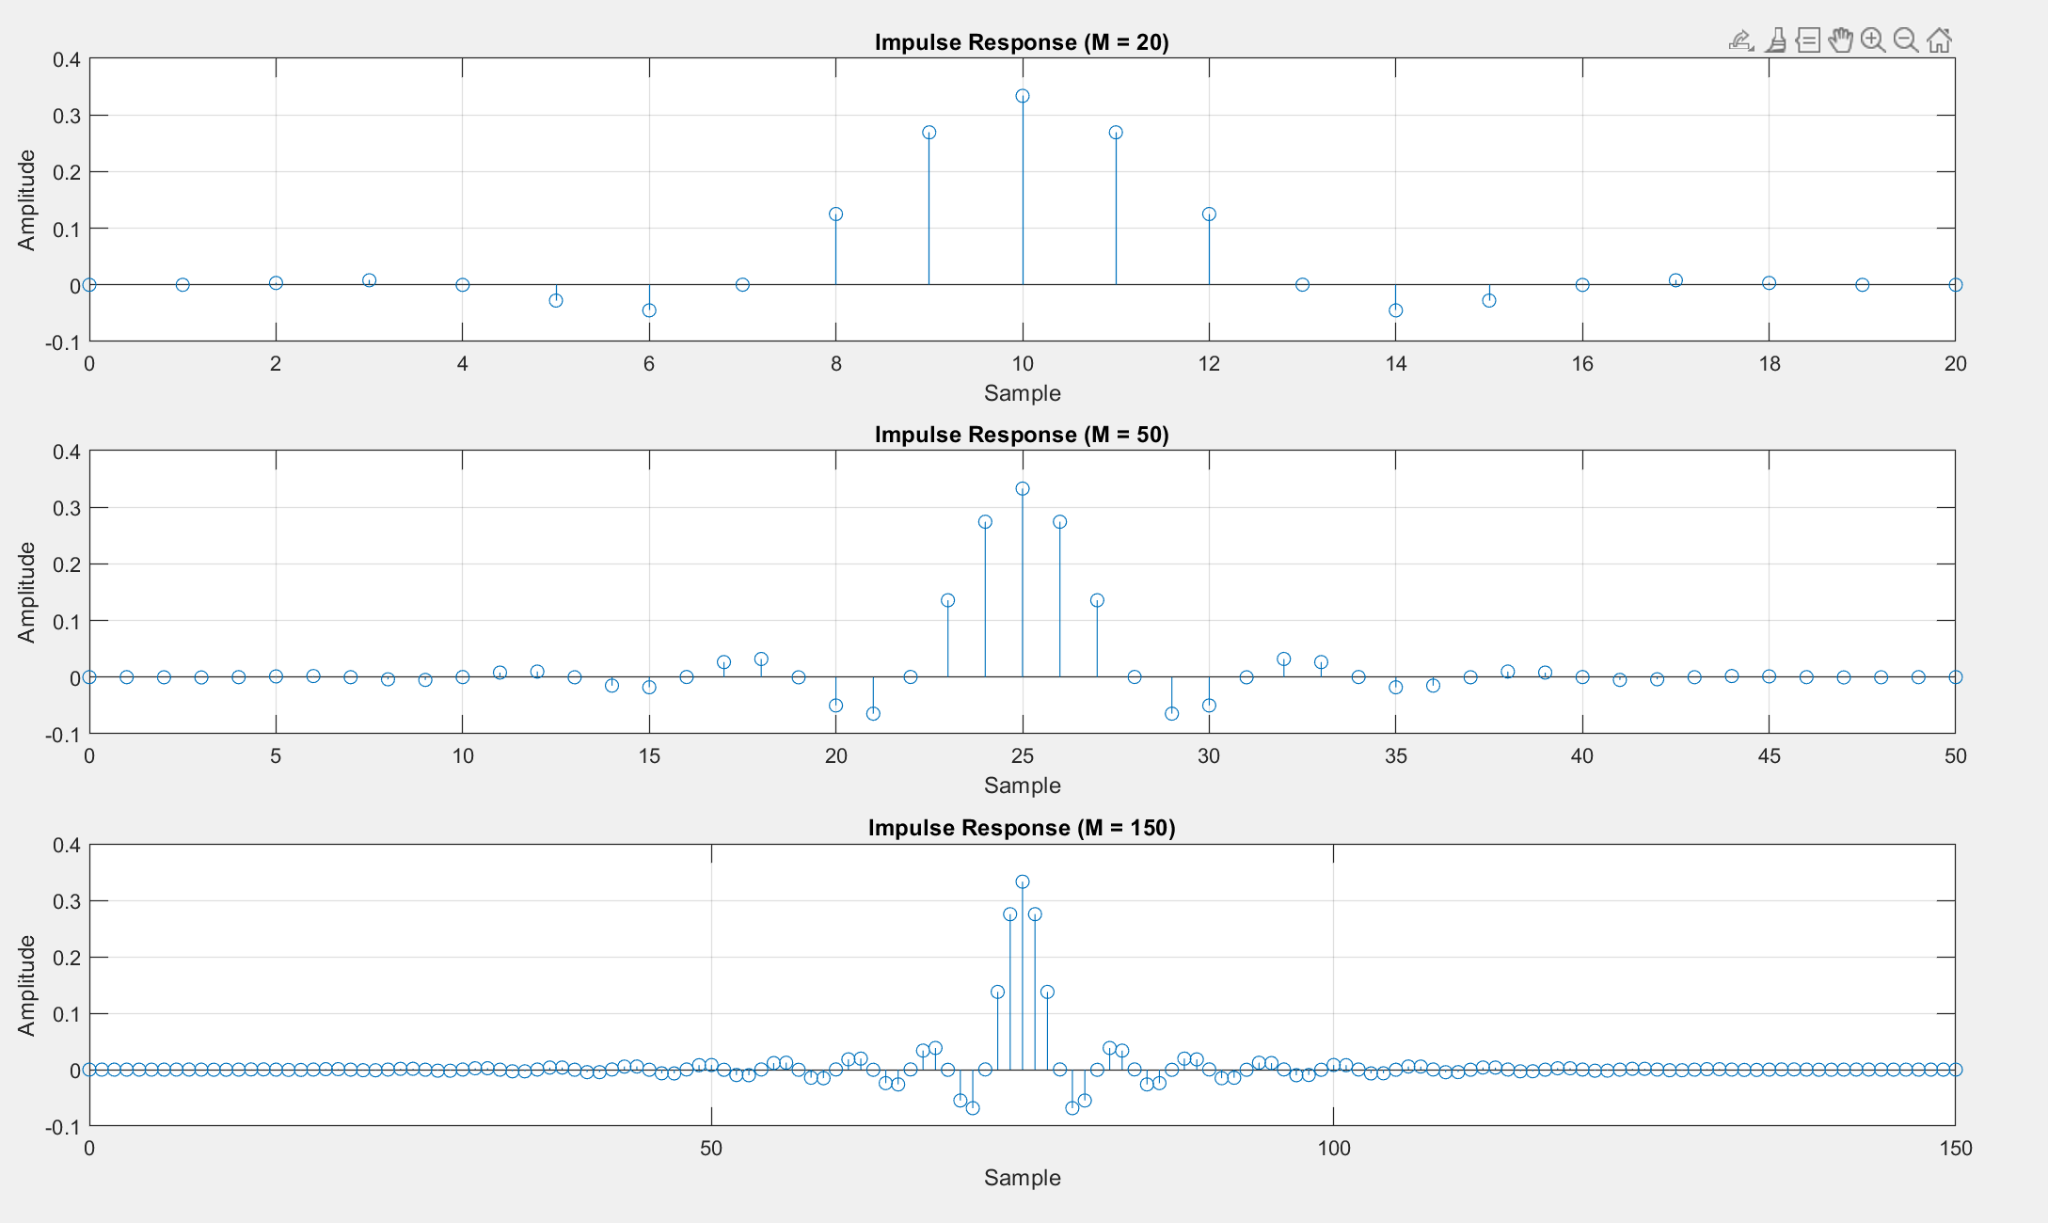 Impulse Response (M = 20)
0.4
0.3
0.2
0.1
0
-0.1
Amplitude
0 2 4 6 8 10 12 14 16 18 20
Sample
Impulse Response (M = 50)
0.4
0.3
0.2
0.1
0
-0.1
Amplitude
0 5 10 15 20 25 30 35 40 45 50
Sample
Impulse Response (M = 150)
0.4
0.3
0.2
0.1
0
-0.1
Amplitude
0 50 100 150
Sample